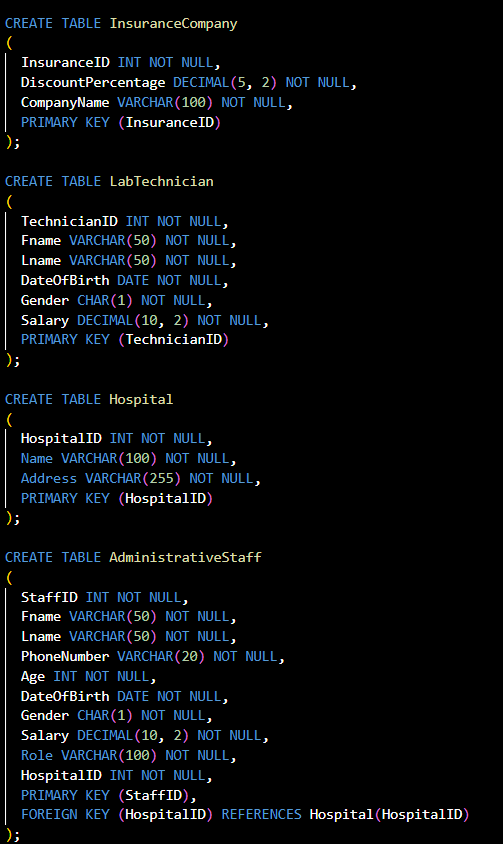 CREATE TABLE InsuranceCompany
(
InsuranceID INT NOT NULL,
DiscountPercentage DECIMAL(5, 2) NOT NULL,
CompanyName VARCHAR(100) NOT NULL,
PRIMARY KEY (InsuranceID)
);
CREATE TABLE LabTechnician
(
TechnicianID INT NOT NULL,
Fname VARCHAR(50) NOT NULL,
Lname VARCHAR(50) NOT NULL,
DateOfBirth DATE NOT NULL,
Gender CHAR(1) NOT NULL,
Salary DECIMAL(10, 2) NOT NULL,
PRIMARY KEY (TechnicianID)
);
CREATE TABLE Hospital
(
HospitalID INT NOT NULL,
Name VARCHAR(100) NOT NULL,
Address VARCHAR(255) NOT NULL,
PRIMARY KEY (HospitalID)
);
CREATE TABLE AdministrativeStaff
(
StaffID INT NOT NULL,
Fname VARCHAR(50) NOT NULL,
Lname VARCHAR(50) NOT NULL,
PhoneNumber VARCHAR(20) NOT NULL,
Age INT NOT NULL,
DateOfBirth DATE NOT NULL,
Gender CHAR(1) NOT NULL,
Salary DECIMAL(10, 2) NOT NULL,
Role VARCHAR(100) NOT NULL,
HospitalID INT NOT NULL,
PRIMARY KEY (StaffID),
FOREIGN KEY (HospitalID) REFERENCES Hospital(HospitalID)
);